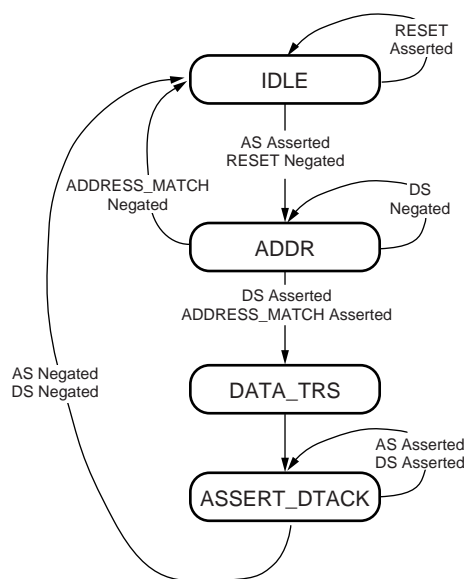 RESET
Asserted
IDLE
AS Asserted
RESET Negated
ADDRESS_MATCH
Negated
DS
Negated
ADDR
DS Asserted
ADDRESS_MATCH Asserted
AS Negated
DS Negated
DATA_TRS
AS Asserted
DS Asserted
ASSERT_DTACK